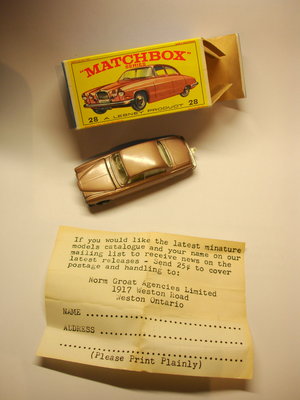 "MATCHBOX"
SERIES
28 A LESNEY PRODUCT 28
If you would like the latest minature
models catalogue and your name on our
mailing list to receive news on the
latest releases - Send 25¢ to cover
postage and handling to:
Norm Groat Agencies Limited
1917 Weston Road
Weston Ontario
NAME
ADDRESS
(Please Print Plainly)